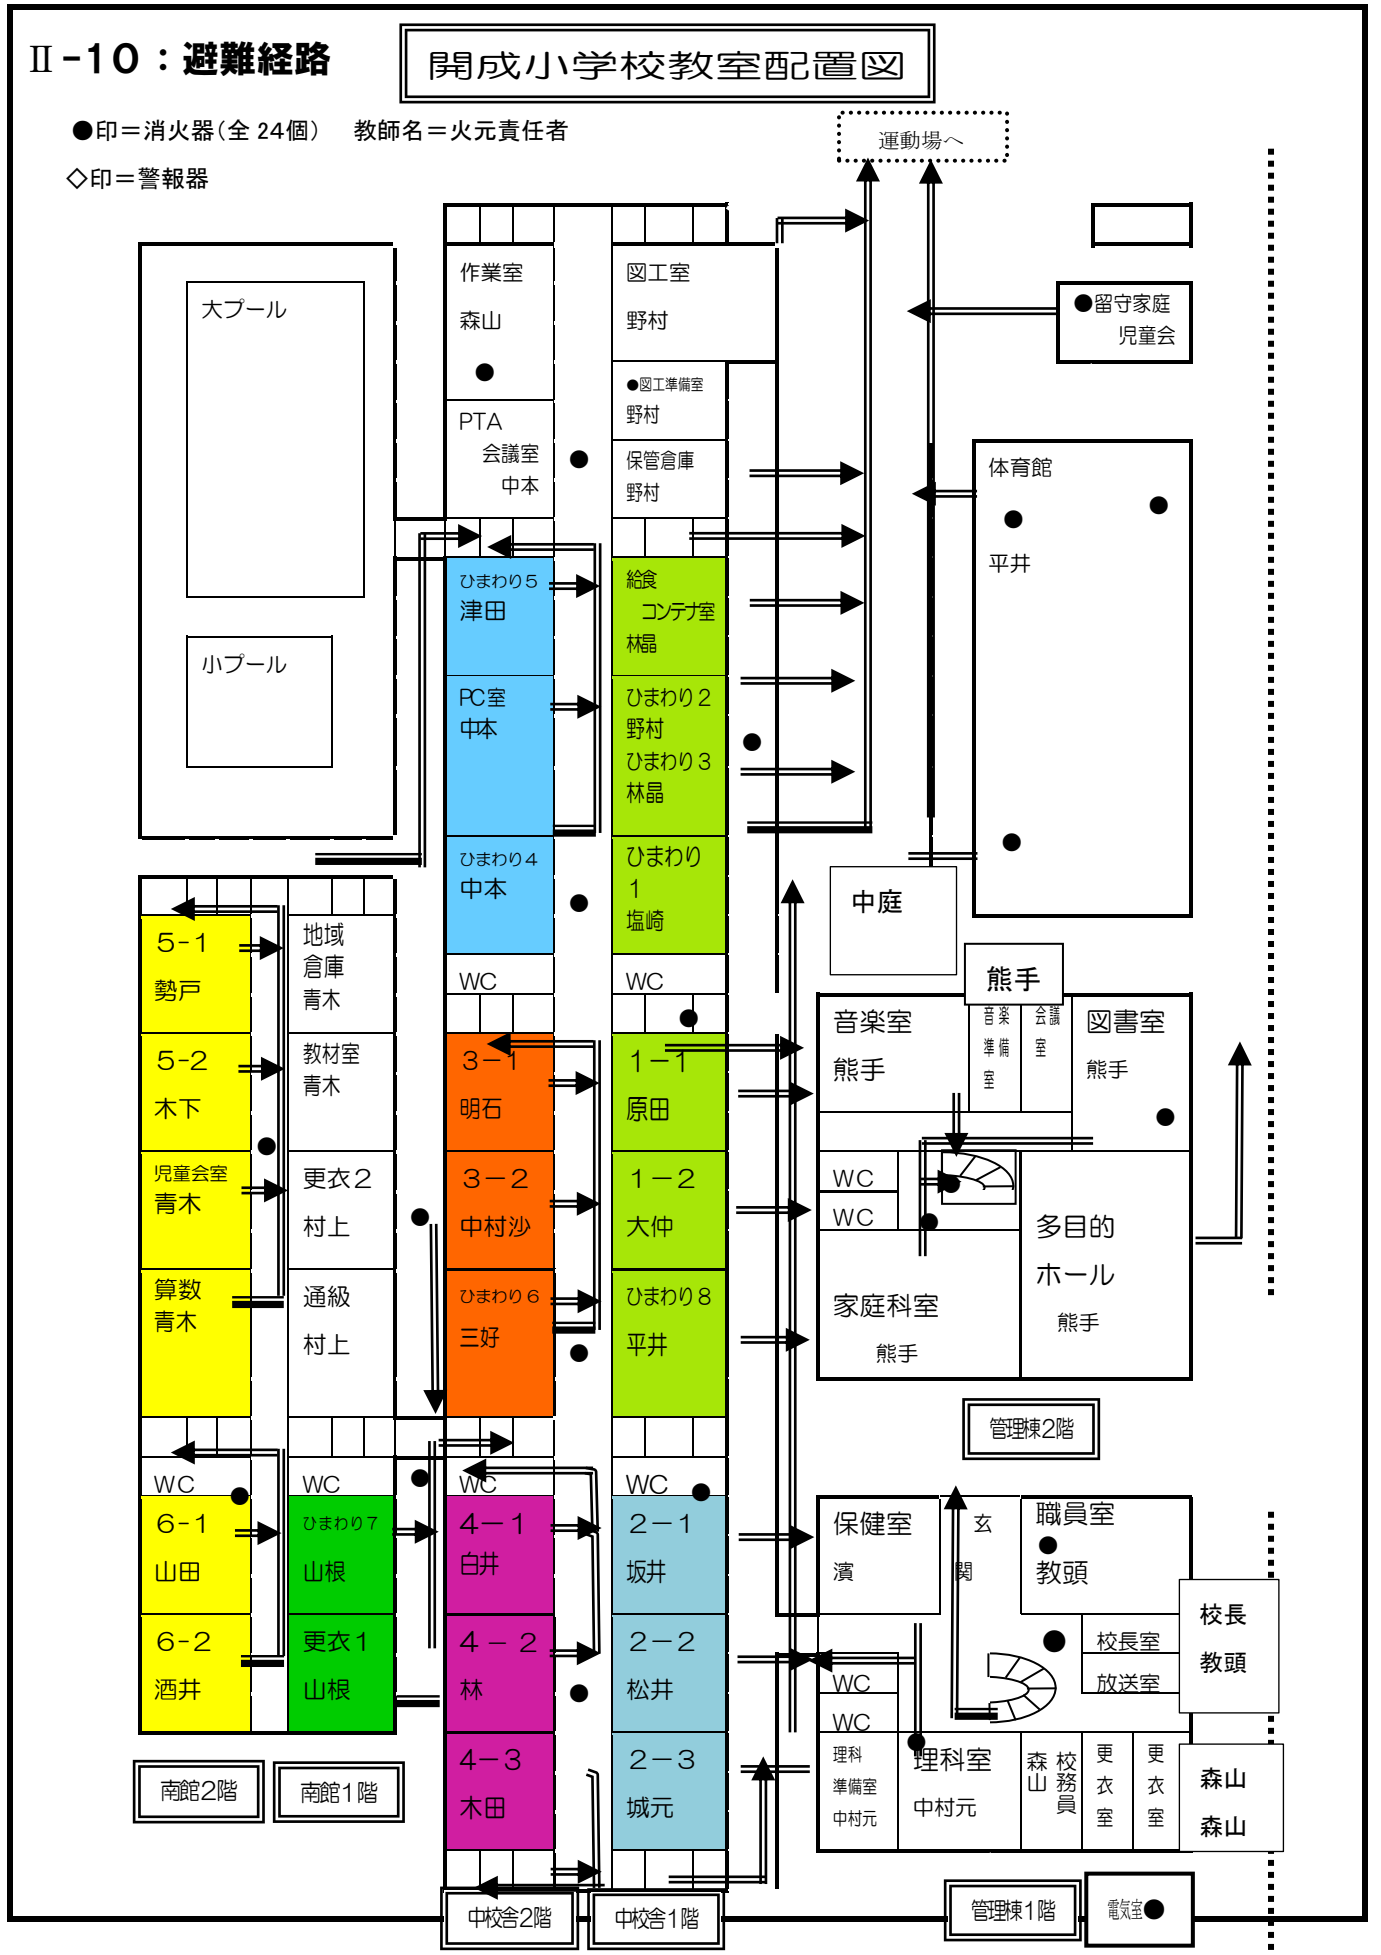 Ⅱ-10：避難経路
開成小学校教室配置図
●印＝消火器（全24個）　教師名＝火元責任者
◇印＝警報器
運動場へ
大プール
小プール
作業室
森山
PTA
会議室
中本
図工室
野村
●図工準備室
野村
保管倉庫
野村
●留守家庭
児童会
体育館
平井
ひまわり５
津田
PC室
中本
ひまわり４
中本
WC
給食
コンテナ室
林晶
ひまわり２
野村
ひまわり３
林晶
ひまわり
１
塩崎
WC
中庭
熊手
5-1
勢戸
5-2
木下
児童会室
青木
算数
青木
WC
6-1
山田
6-2
酒井
地域
倉庫
青木
教材室
青木
更衣２
村上
通級
村上
WC
ひまわり７
山根
更衣１
山根
3－1
明石
3－2
中村沙
ひまわり６
三好
WC
4－1
白井
4－2
林
4－3
木田
1－1
原田
1－2
大仲
ひまわり８
平井
WC
2－1
坂井
2－2
松井
2－3
城元
音楽室
熊手
音楽
準備
室
会議
室
図書室
熊手
WC
WC
家庭科室
熊手
多目的
ホール
熊手
管理棟2階
保健室
濱
玄
関
職員室
教頭
校長室
放送室
校長
教頭
WC
WC
理科
準備室
中村元
理科室
中村元
校務員
森山
更衣室
更衣室
森山
森山
南館２階
南館１階
中校舎２階
中校舎１階
管理棟１階
電気室●